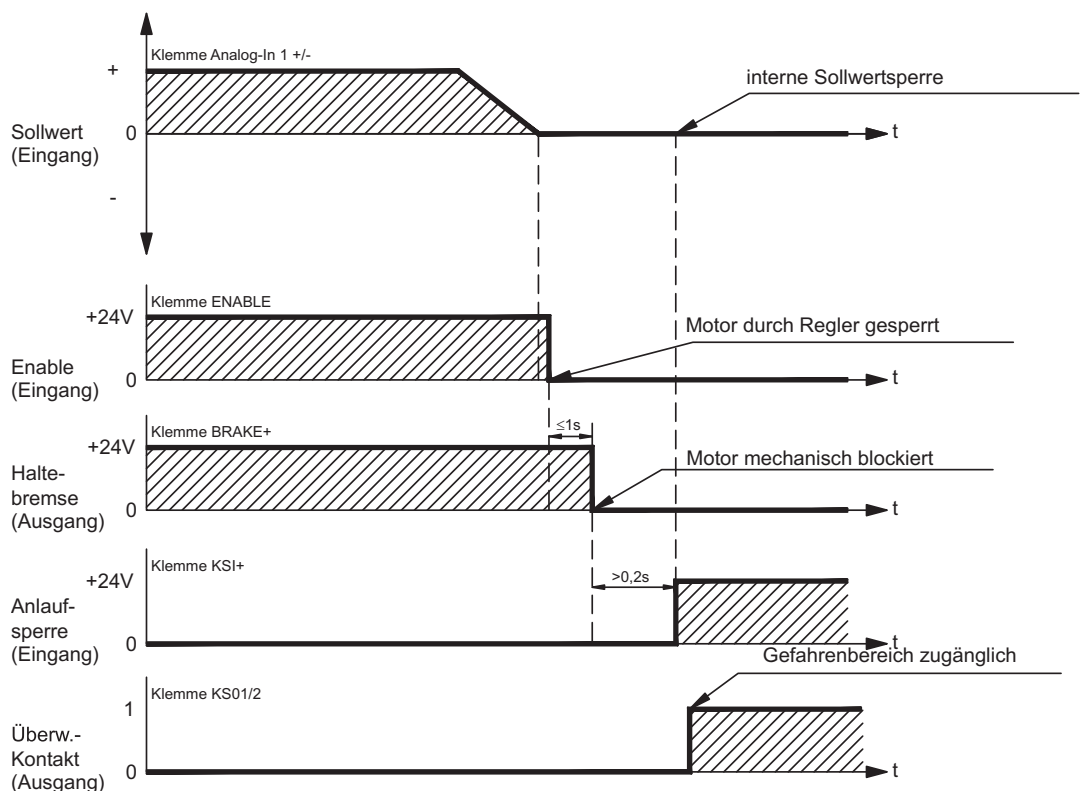 Klemme Analog-In 1 +/-
interne Sollwertsperre
+
Sollwert
(Eingang)
0
t
-
Klemme ENABLE
+24V
Motor durch Regler gesperrt
Enable
(Eingang)
0
t
≤1s
Klemme BRAKE+
+24V
Motor mechanisch blockiert
Halte-
bremse
(Ausgang)
0
t
Klemme KSI+
+24V
>0,2s
Anlauf-
sperre
(Eingang)
0
t
Gefahrenbereich zugänglich
Klemme KS01/2
1
Überw.-
Kontakt
(Ausgang)
0
t